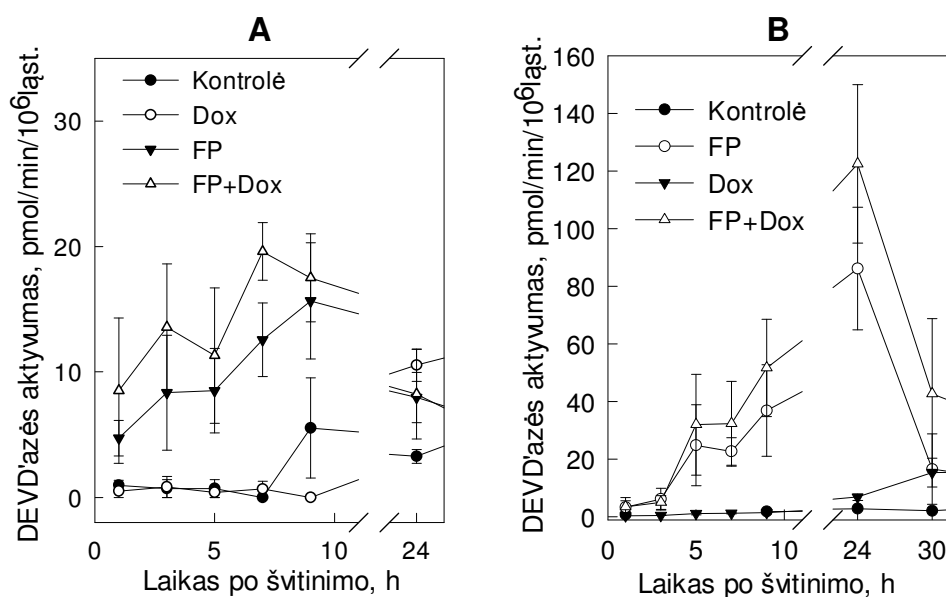 A
DEVD'azės aktyvumas, pmol/min/10⁶ląst.
30
20
10
0
Kontrolė
Dox
FP
FP+Dox
0 5 10 24
Laikas po švitinimo, h
B
DEVD'azės aktyvumas, pmol/min/10⁶ląst.
160
140
120
100
80
60
40
20
0
Kontrolė
FP
Dox
FP+Dox
0 5 10 24 30
Laikas po švitinimo, h